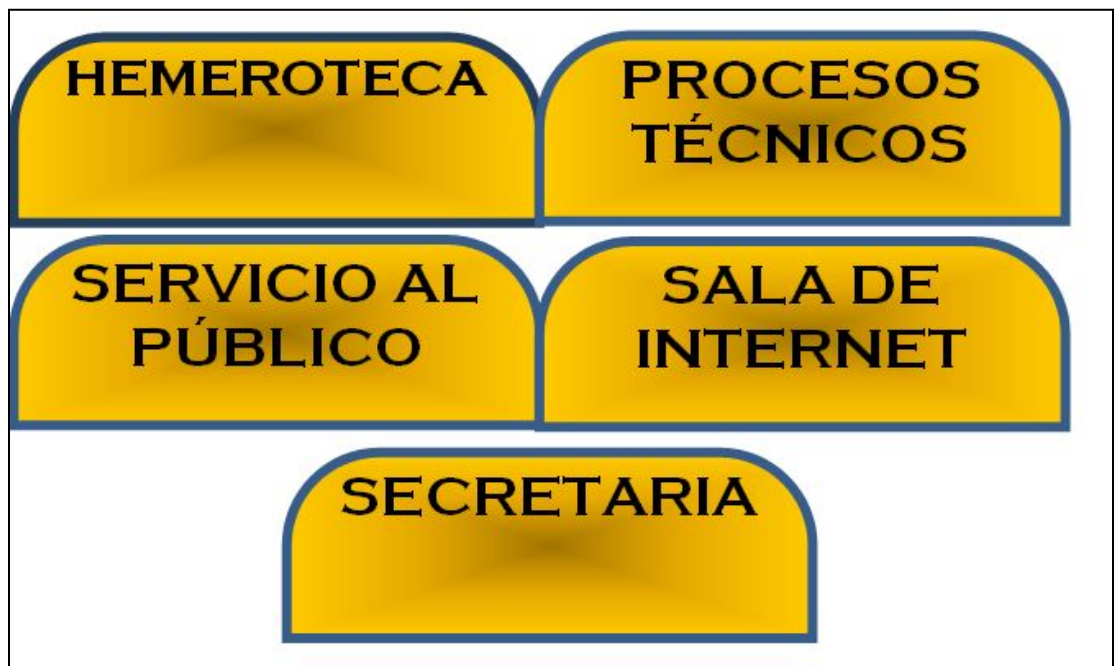 HEMEROTECA
PROCESOS
TÉCNICOS
SERVICIO AL
PÚBLICO
SALA DE
INTERNET
SECRETARIA